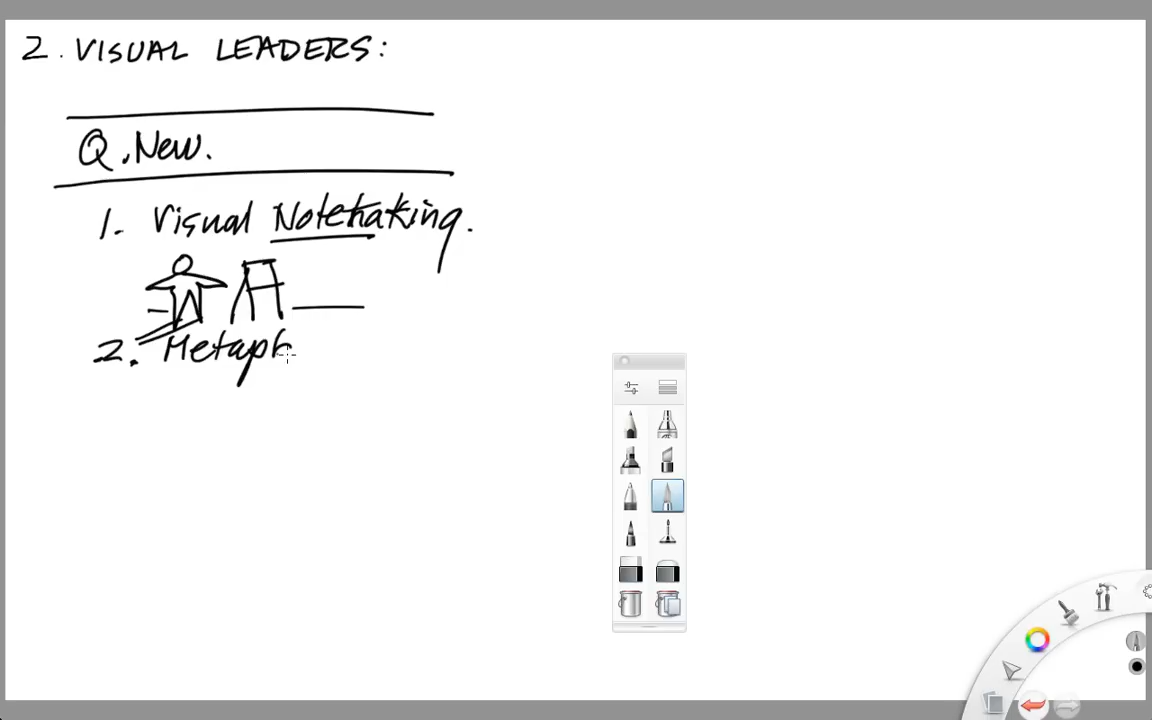 2. VISUAL LEADERS:
Q. New.
1. Visual Notetaking.
2. Metaph